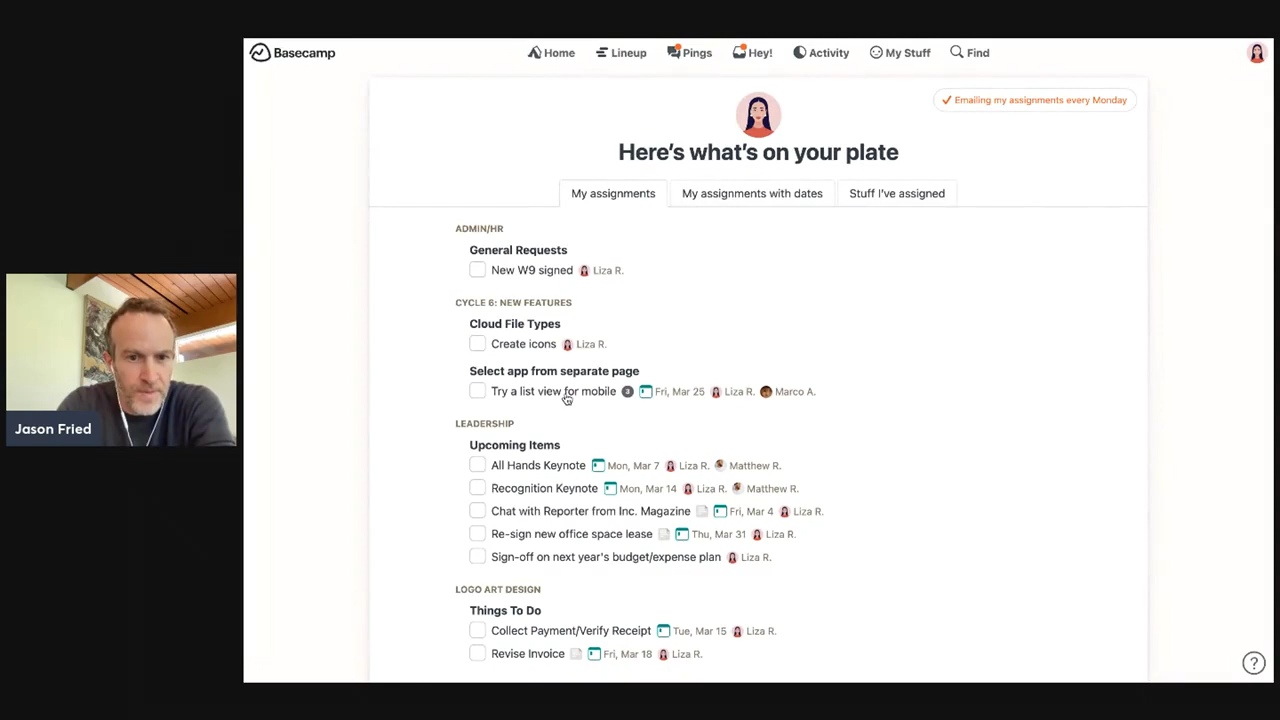 Basecamp
Home Lineup Pings Hey! Activity My Stuff Find
✓ Emailing my assignments every Monday
Here's what's on your plate
My assignments My assignments with dates Stuff I've assigned
ADMIN/HR
General Requests
New W9 signed Liza R.
CYCLE 6: NEW FEATURES
Cloud File Types
Create icons Liza R.
Select app from separate page
Try a list view for mobile Fri, Mar 25 Liza R. Marco A.
LEADERSHIP
Upcoming Items
All Hands Keynote Mon, Mar 7 Liza R. Matthew R.
Recognition Keynote Mon, Mar 14 Liza R. Matthew R.
Chat with Reporter from Inc. Magazine Fri, Mar 4 Liza R.
Re-sign new office space lease Thu, Mar 31 Liza R.
Sign-off on next year's budget/expense plan Liza R.
LOGO ART DESIGN
Things To Do
Collect Payment/Verify Receipt Tue, Mar 15 Liza R.
Revise Invoice Fri, Mar 18 Liza R.
?
Jason Fried